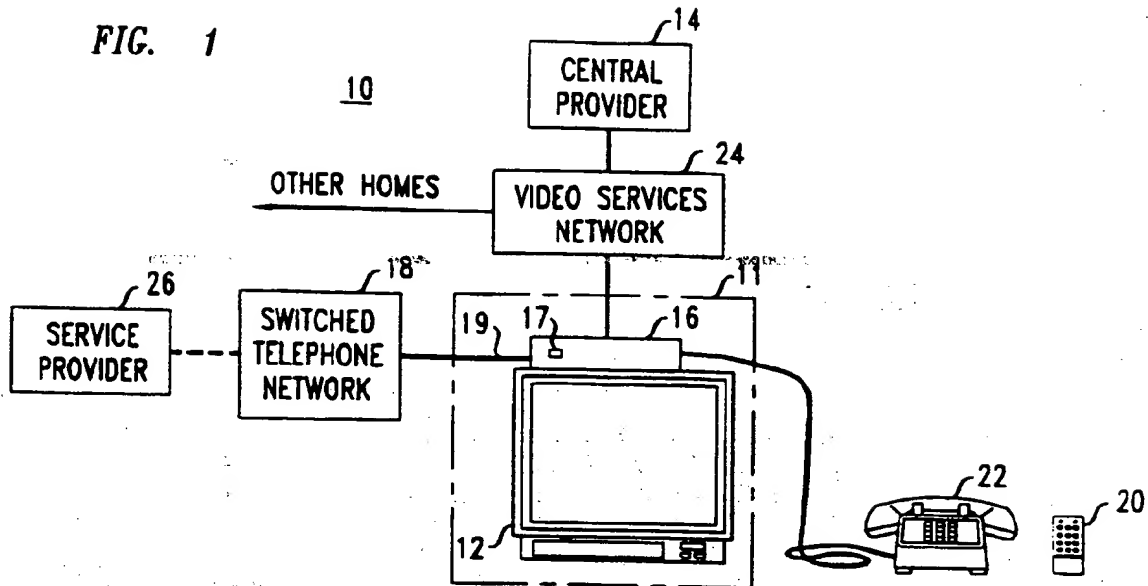 FIG. 1
14
CENTRAL
PROVIDER
10
24
OTHER HOMES
VIDEO SERVICES
NETWORK
11
26
18
SERVICE
PROVIDER
SWITCHED
TELEPHONE
NETWORK
19
17
16
22
20
12